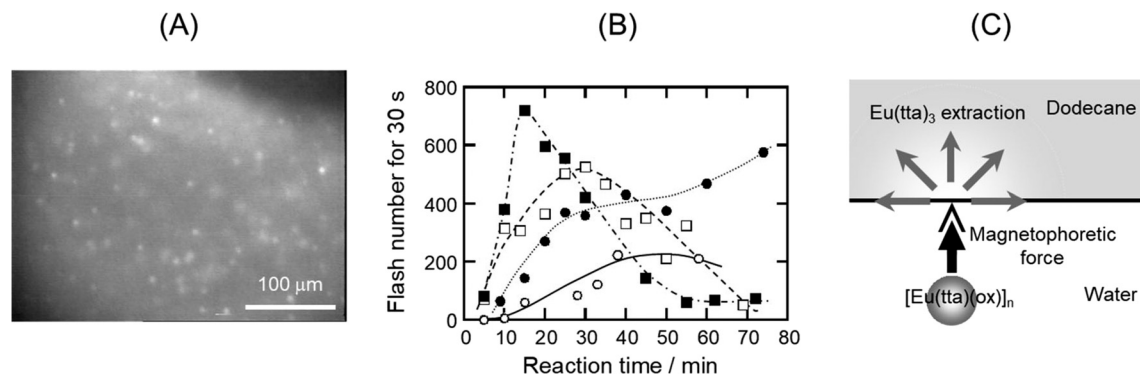 (A)
(B)
(C)
100 μm
Flash number for 30 s
800
600
400
200
0
0 10 20 30 40 50 60 70 80
Reaction time / min
Dodecane
Eu(tta)3 extraction
Magnetophoretic
force
[Eu(tta)(ox)]n
Water